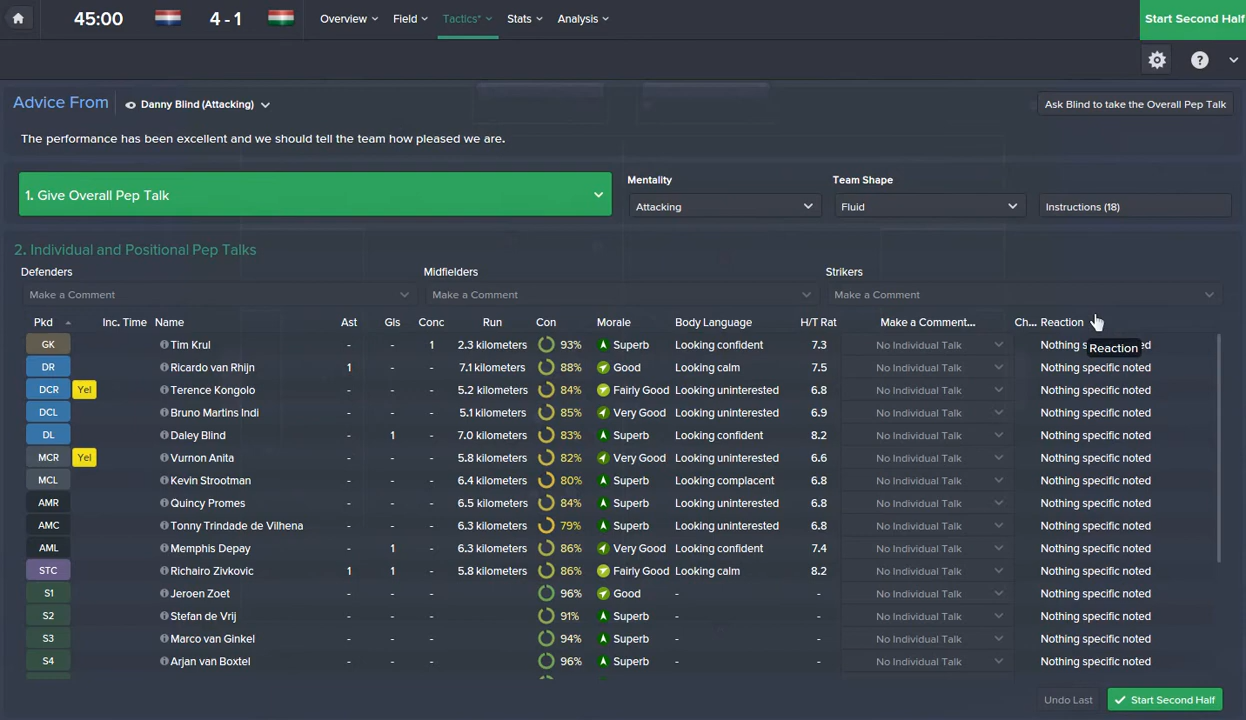 45:00 4 - 1 Overview Field Tactics* Stats Analysis Start Second Half
?
Advice From Danny Blind (Attacking) Ask Blind to take the Overall Pep Talk
The performance has been excellent and we should tell the team how pleased we are.
Mentality Team Shape
1. Give Overall Pep Talk Attacking Fluid Instructions (18)
2. Individual and Positional Pep Talks
Defenders Midfielders Strikers
Make a Comment Make a Comment Make a Comment
Pkd Inc. Time Name Ast Gls Conc Run Con Morale Body Language H/T Rat Make a Comment... Ch... Reaction
GK Tim Krul - - 1 2.3 kilometers 93% Superb Looking confident 7.3 No Individual Talk Nothing s ed
Reaction
DR Ricardo van Rhijn 1 - - 7.1 kilometers 88% Good Looking calm 7.5 No Individual Talk Nothing specific noted
DCR Yel Terence Kongolo - - - 5.2 kilometers 84% Fairly Good Looking uninterested 6.8 No Individual Talk Nothing specific noted
DCL Bruno Martins Indi - - - 5.1 kilometers 85% Very Good Looking uninterested 6.9 No Individual Talk Nothing specific noted
DL Daley Blind - 1 - 7.0 kilometers 83% Superb Looking confident 8.2 No Individual Talk Nothing specific noted
MCR Yel Vurnon Anita - - - 5.8 kilometers 82% Very Good Looking uninterested 6.6 No Individual Talk Nothing specific noted
MCL Kevin Strootman - - - 6.4 kilometers 80% Superb Looking complacent 6.8 No Individual Talk Nothing specific noted
AMR Quincy Promes - - - 6.5 kilometers 84% Superb Looking uninterested 6.8 No Individual Talk Nothing specific noted
AMC Tonny Trindade de Vilhena - - - 6.3 kilometers 79% Superb Looking uninterested 6.8 No Individual Talk Nothing specific noted
AML Memphis Depay - 1 - 6.3 kilometers 86% Very Good Looking confident 7.4 No Individual Talk Nothing specific noted
STC Richairo Zivkovic 1 1 - 5.8 kilometers 86% Fairly Good Looking calm 8.2 No Individual Talk Nothing specific noted
S1 Jeroen Zoet 96% Good - - No Individual Talk Nothing specific noted
S2 Stefan de Vrij 91% Superb - - No Individual Talk Nothing specific noted
S3 Marco van Ginkel 94% Superb - - No Individual Talk Nothing specific noted
S4 Arjan van Boxtel 96% Superb - - No Individual Talk Nothing specific noted
Undo Last Start Second Half